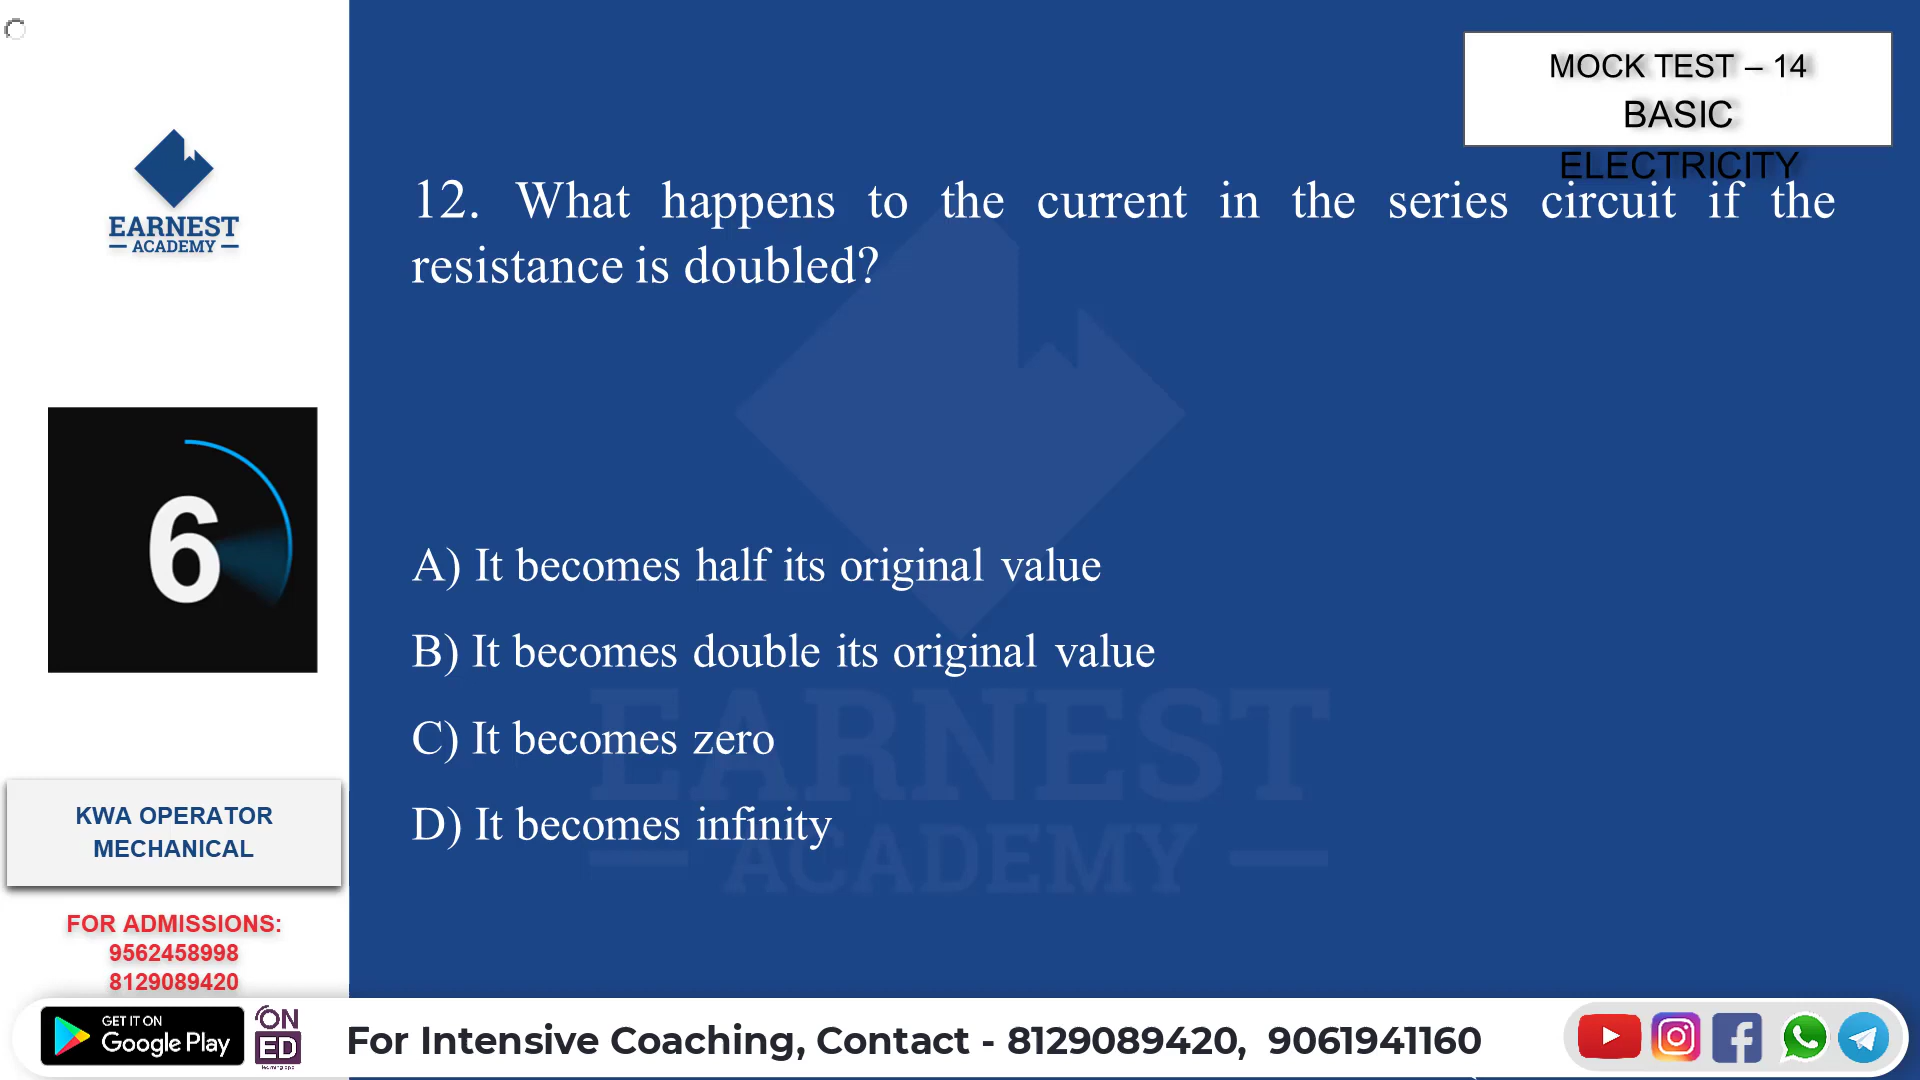 MOCK TEST – 14
BASIC
ELECTRICITY
EARNEST
ACADEMY
12. What happens to the current in the series circuit if the
resistance is doubled?
6
A) It becomes half its original value
B) It becomes double its original value
C) It becomes zero
D) It becomes infinity
EARNEST
ACADEMY
KWA OPERATOR
MECHANICAL
FOR ADMISSIONS:
9562458998
8129089420
GET IT ON
Google Play
ON
ED
For Intensive Coaching, Contact - 8129089420, 9061941160